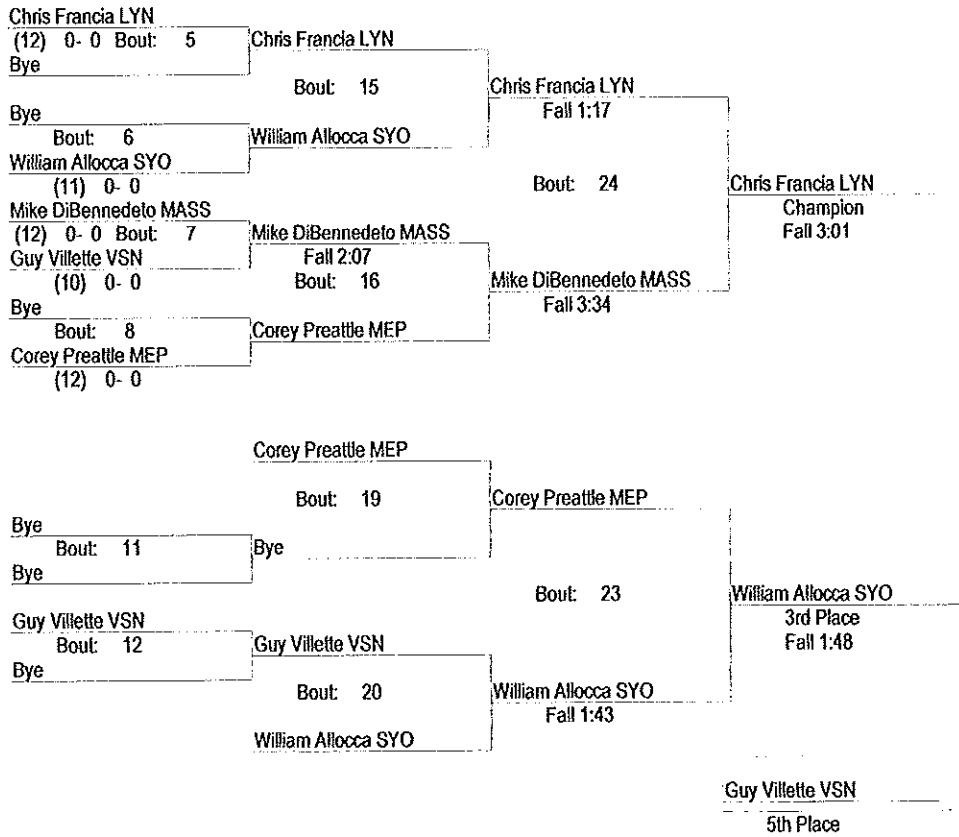 Chris Francia LYN
(12) 0- 0 Bout: 5
Bye
Chris Francia LYN
Bout: 15
Bye
Bout: 6
William Allocca SYO
(11) 0- 0
William Allocca SYO
Chris Francia LYN
Fall 1:17
Mike DiBennedeto MASS
(12) 0- 0 Bout: 7
Guy Villette VSN
(10) 0- 0
Mike DiBennedeto MASS
Fall 2:07
Bout: 16
Bye
Bout: 8
Corey Preattle MEP
(12) 0- 0
Corey Preattle MEP
Mike DiBennedeto MASS
Fall 3:34
Bout: 24
Chris Francia LYN
Champion
Fall 3:01
Corey Preattle MEP
Bout: 19
Bye
Bout: 11
Bye
Bye
Corey Preattle MEP
Guy Villette VSN
Bout: 12
Bye
Guy Villette VSN
Bout: 20
William Allocca SYO
William Allocca SYO
Fall 1:43
Bout: 23
William Allocca SYO
3rd Place
Fall 1:48
Guy Villette VSN
5th Place